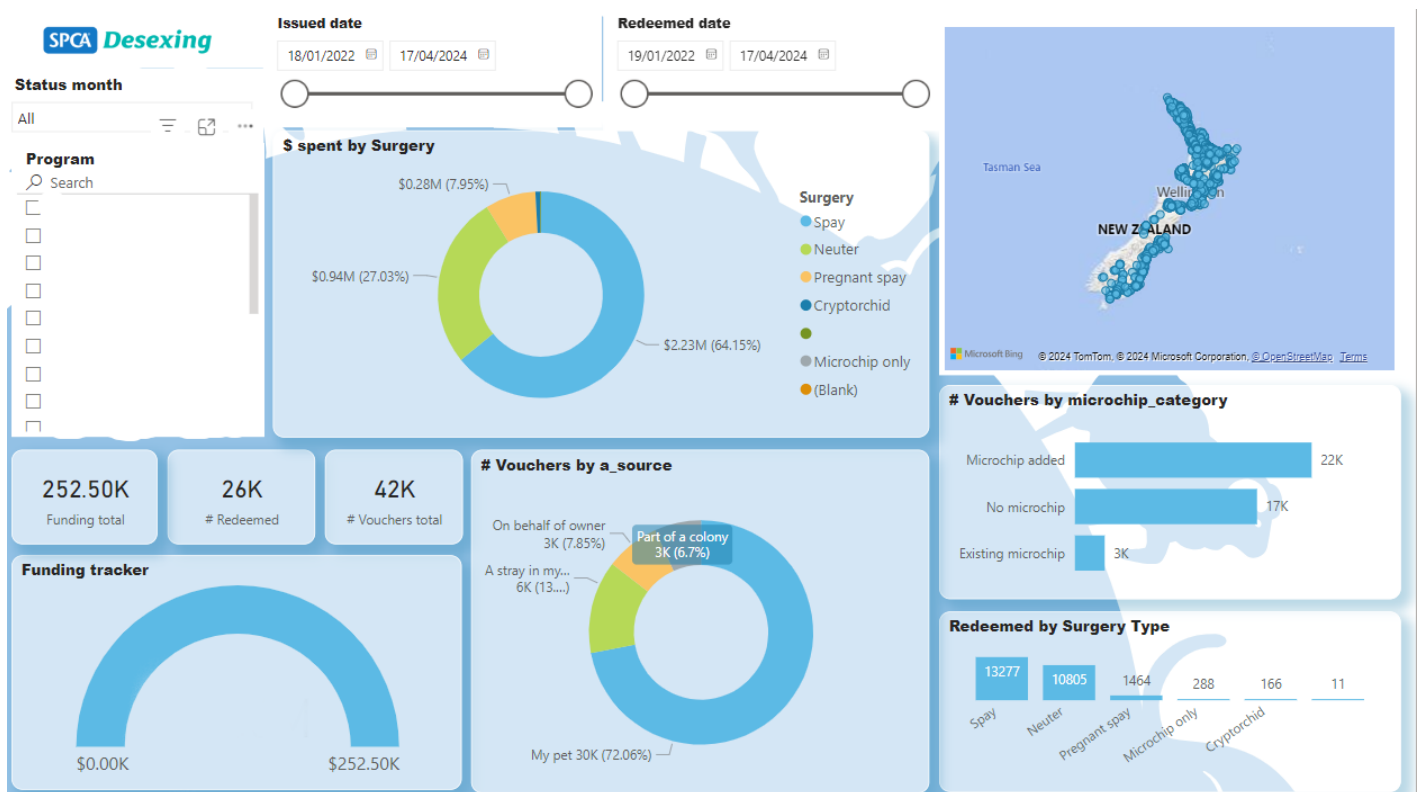 SPCA Desexing
Issued date
18/01/2022 17/04/2024
Redeemed date
19/01/2022 17/04/2024
Status month
All
Program
Search
$ spent by Surgery
$0.28M (7.95%)
$0.94M (27.03%)
$2.23M (64.15%)
Surgery
Spay
Neuter
Pregnant spay
Cryptorchid
Microchip only
(Blank)
Tasman Sea
Wellington
NEW ZEALAND
Microsoft Bing
© 2024 TomTom, © 2024 Microsoft Corporation, © OpenStreetMap Terms
252.50K
Funding total
26K
# Redeemed
42K
# Vouchers total
Funding tracker
$0.00K
$252.50K
# Vouchers by a_source
On behalf of owner
3K (7.85%)
Part of a colony
3K (6.7%)
A stray in my...
6K (13....)
My pet 30K (72.06%)
# Vouchers by microchip_category
Microchip added 22K
No microchip 17K
Existing microchip 3K
Redeemed by Surgery Type
13277 10805 1464 288 166 11
Spay
Neuter
Pregnant spay
Microchip only
Cryptorchid